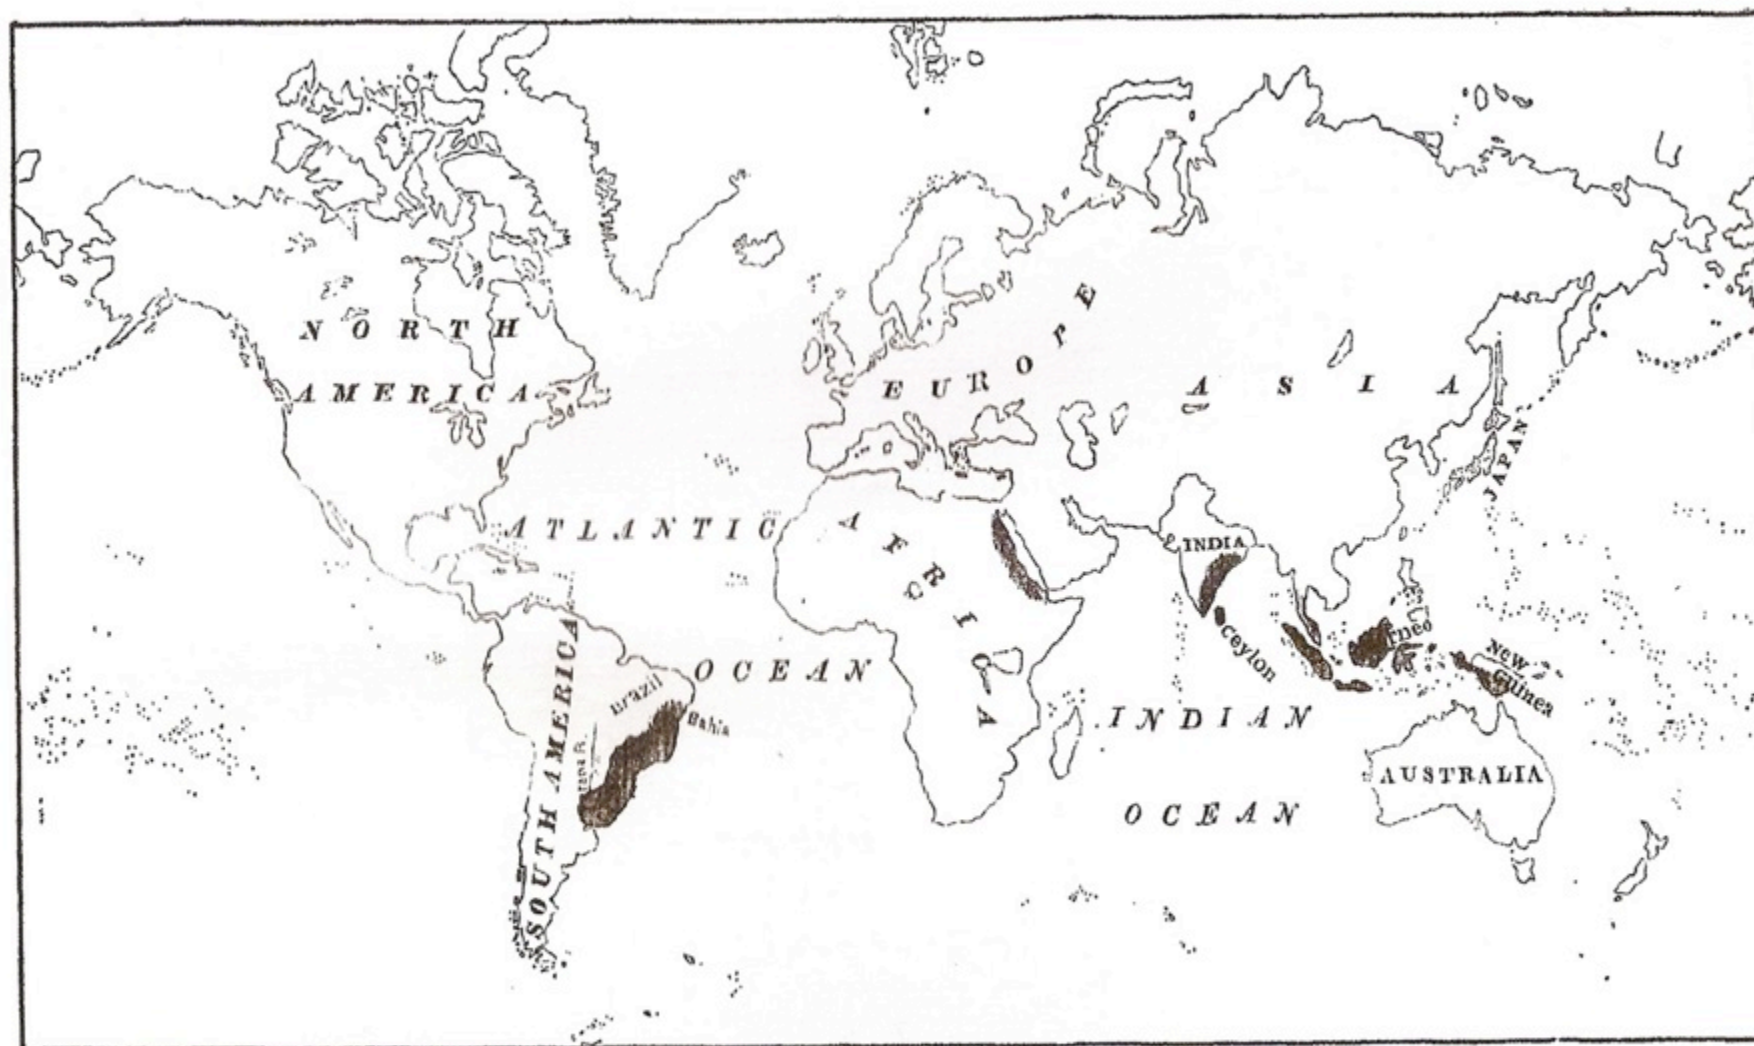 NORTH
AMERICA
EUROPE
ASIA
JAPAN
ATLANTIC
AFRICA
INDIA
Ceylon
New
Guinea
OCEAN
SOUTH AMERICA
Brazil
Bahia
INDIAN
OCEAN
AUSTRALIA